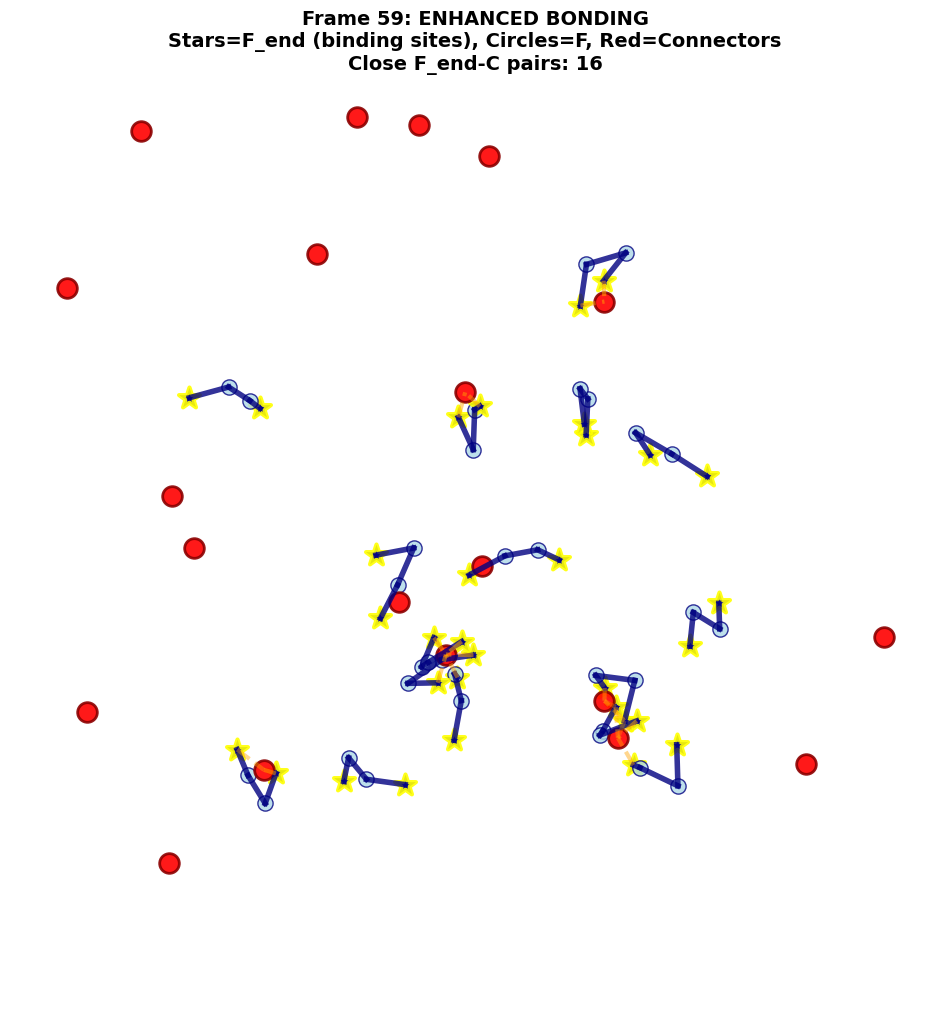 Frame 59: ENHANCED BONDING
Stars=F_end (binding sites), Circles=F, Red=Connectors
Close F_end-C pairs: 16